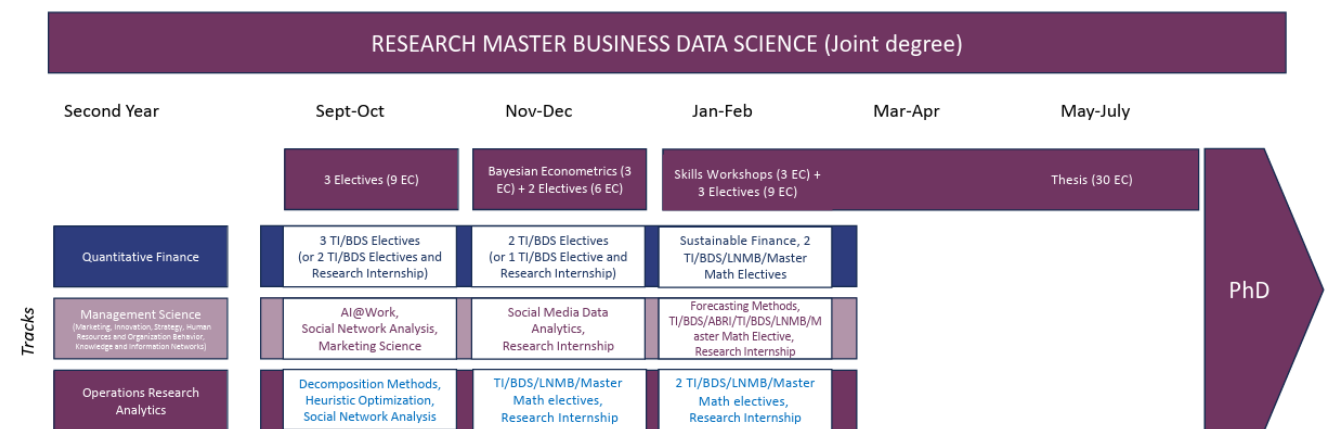 RESEARCH MASTER BUSINESS DATA SCIENCE (Joint degree)
Second Year
Sept-Oct
Nov-Dec
Jan-Feb
Mar-Apr
May-July
3 Electives (9 EC)
Bayesian Econometrics (3
EC) + 2 Electives (6 EC)
Skills Workshops (3 EC) +
3 Electives (9 EC)
Thesis (30 EC)
PhD
Tracks
Quantitative Finance
3 TI/BDS Electives
(or 2 TI/BDS Electives and
Research Internship)
2 TI/BDS Electives
(or 1 TI/BDS Elective and
Research Internship)
Sustainable Finance, 2
TI/BDS/LNMB/Master
Math Electives
Management Science
(Marketing, Innovation, Strategy, Human
Resources and Organization Behavior,
Knowledge and Information Networks)
AI@Work,
Social Network Analysis,
Marketing Science
Social Media Data
Analytics,
Research Internship
Forecasting Methods,
TI/BDS/ABRI/TI/BDS/LNMB/M
aster Math Elective,
Research Internship
Operations Research
Analytics
Decomposition Methods,
Heuristic Optimization,
Social Network Analysis
TI/BDS/LNMB/Master
Math electives,
Research Internship
2 TI/BDS/LNMB/Master
Math electives,
Research Internship